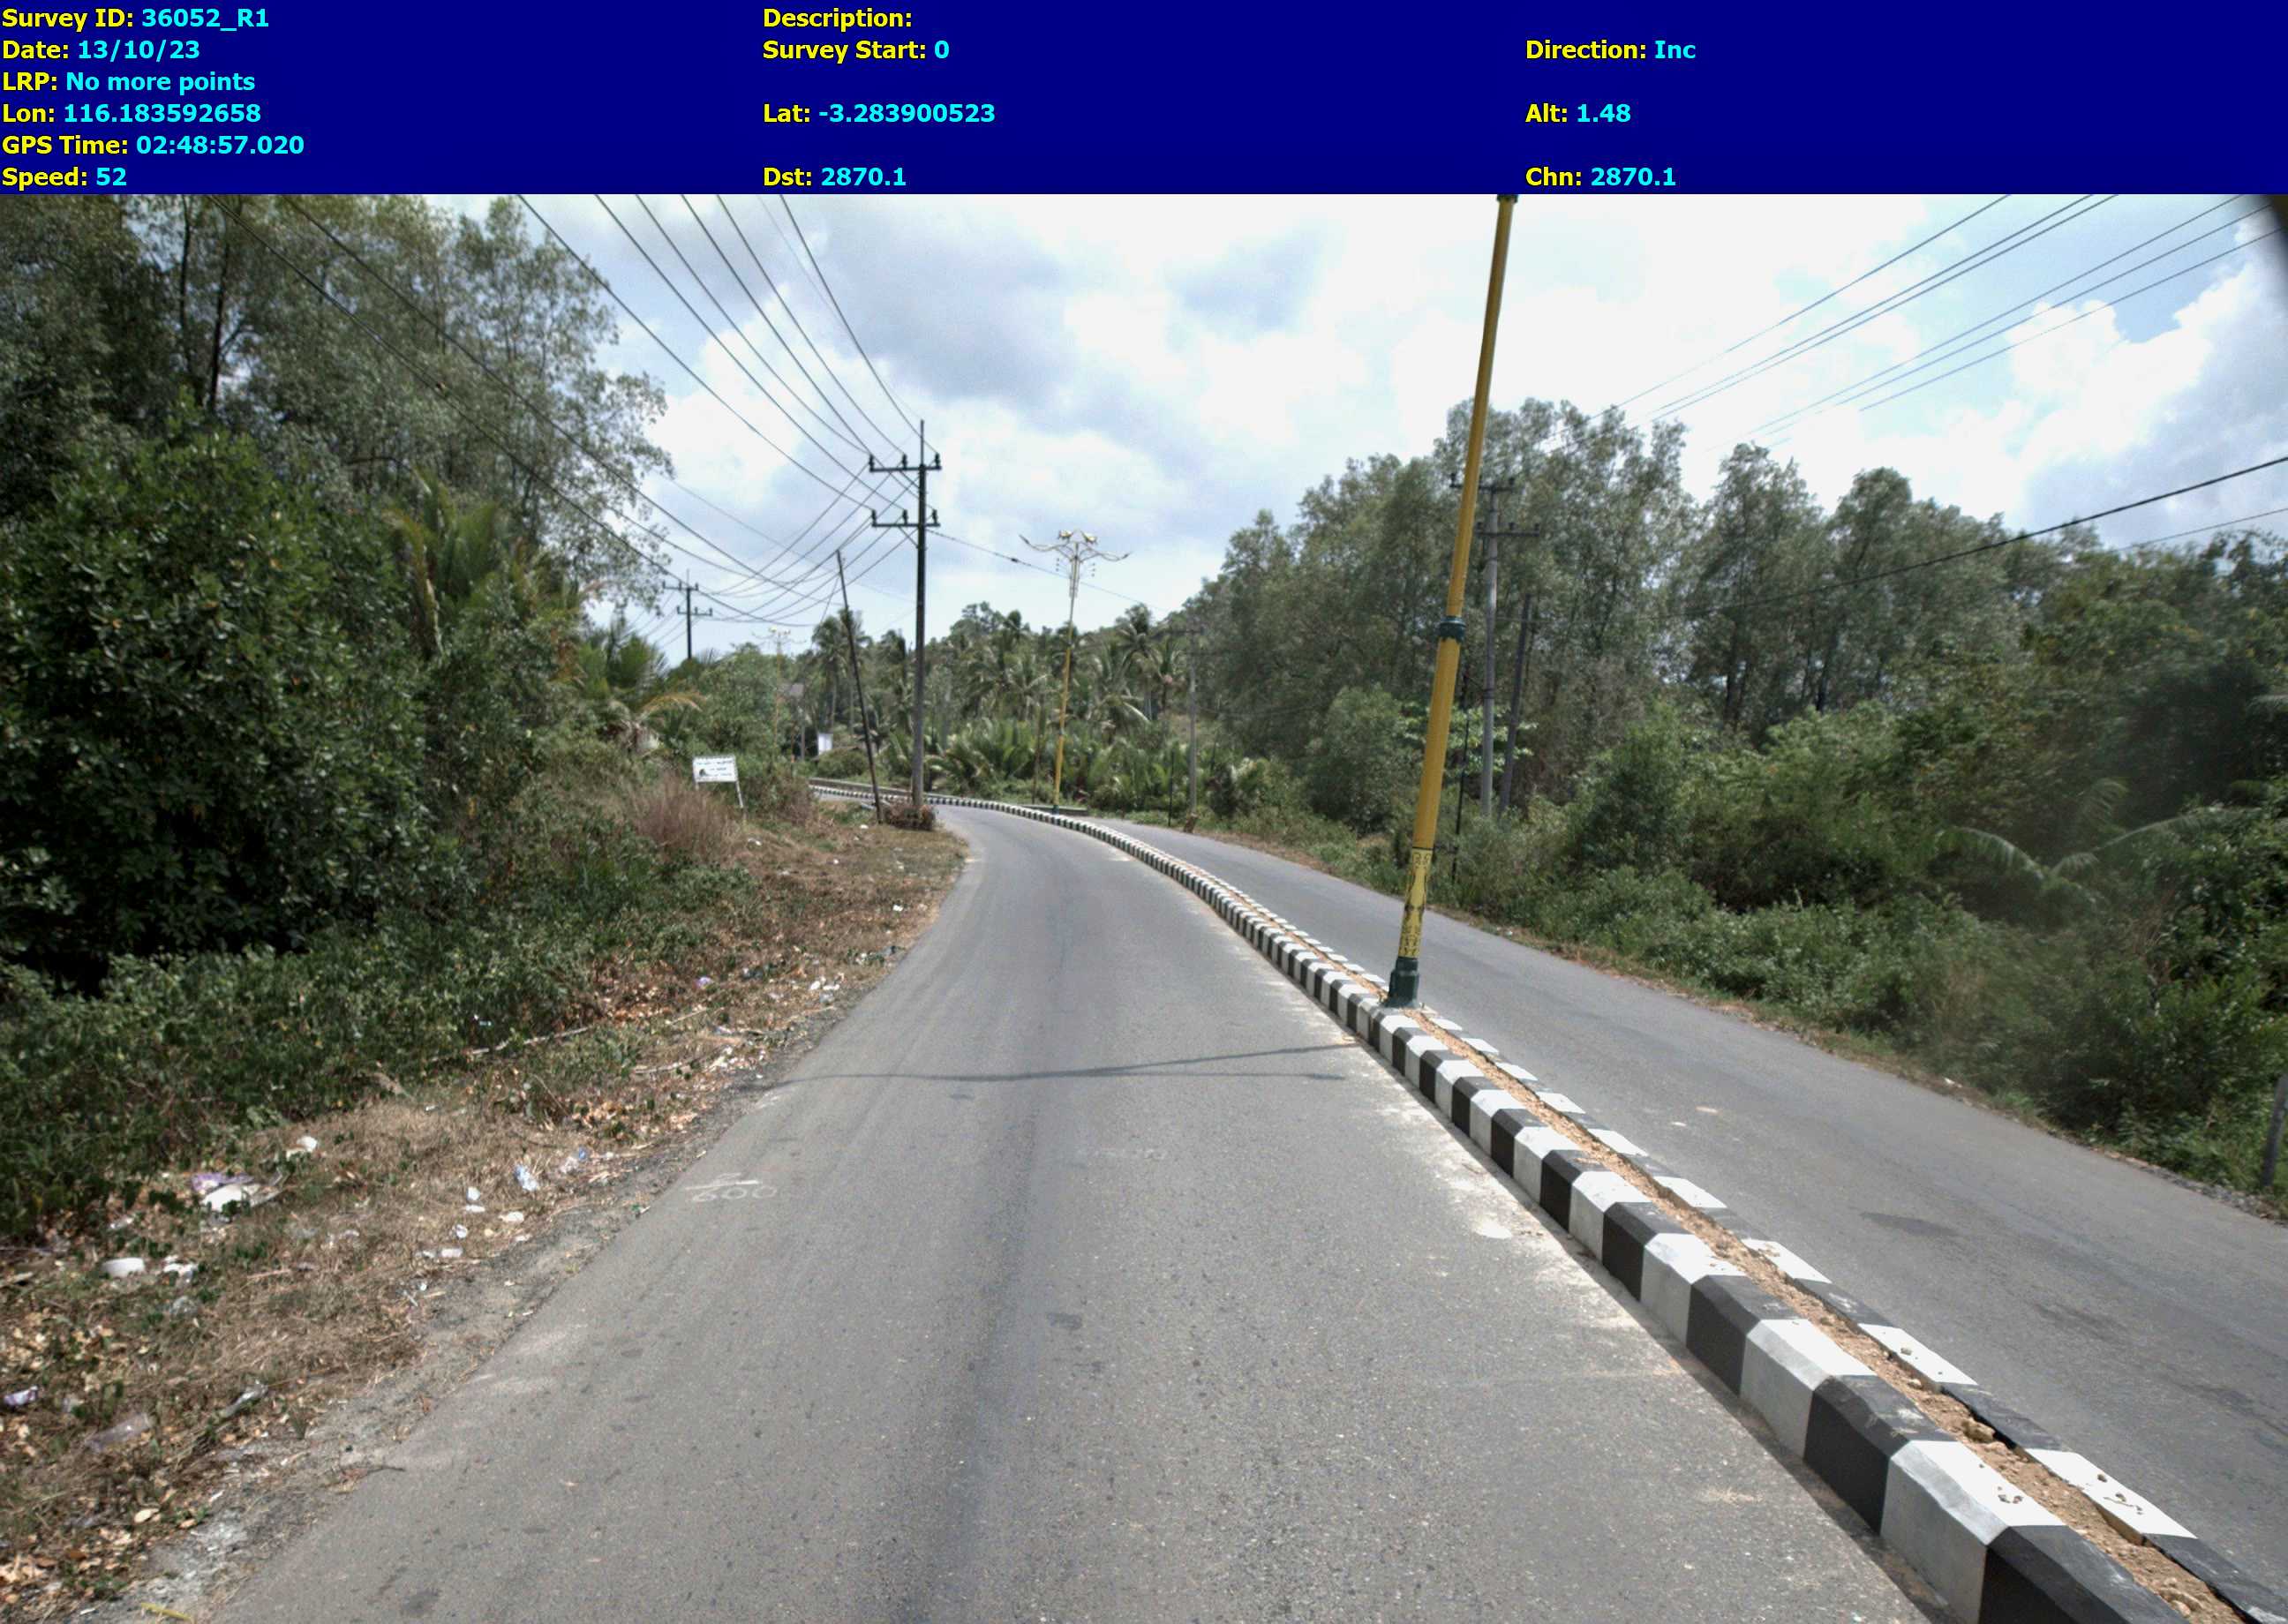 Survey ID: 36052_R1
Description:
Date: 13/10/23
Survey Start: 0
Direction: Inc
LRP: No more points
Lon: 116.183592658
Lat: -3.283900523
Alt: 1.48
GPS Time: 02:48:57.020
Speed: 52
Dst: 2870.1
Chn: 2870.1
600